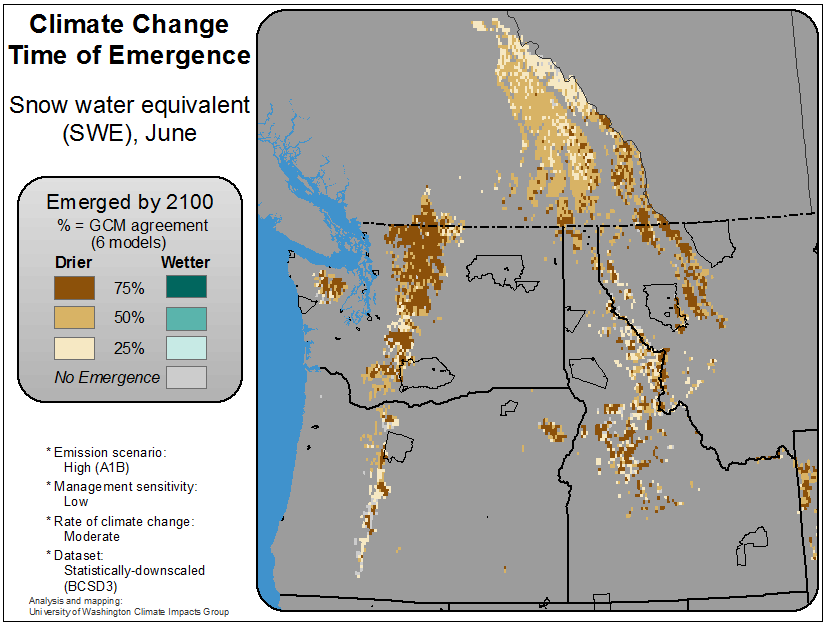 Climate Change
Time of Emergence
Snow water equivalent
(SWE), June
Emerged by 2100
% = GCM agreement
(6 models)
Drier Wetter
75%
50%
25%
No Emergence
* Emission scenario:
High (A1B)
* Management sensitivity:
Low
* Rate of climate change:
Moderate
* Dataset:
Statistically-downscaled
(BCSD3)
Analysis and mapping:
University of Washington Climate Impacts Group